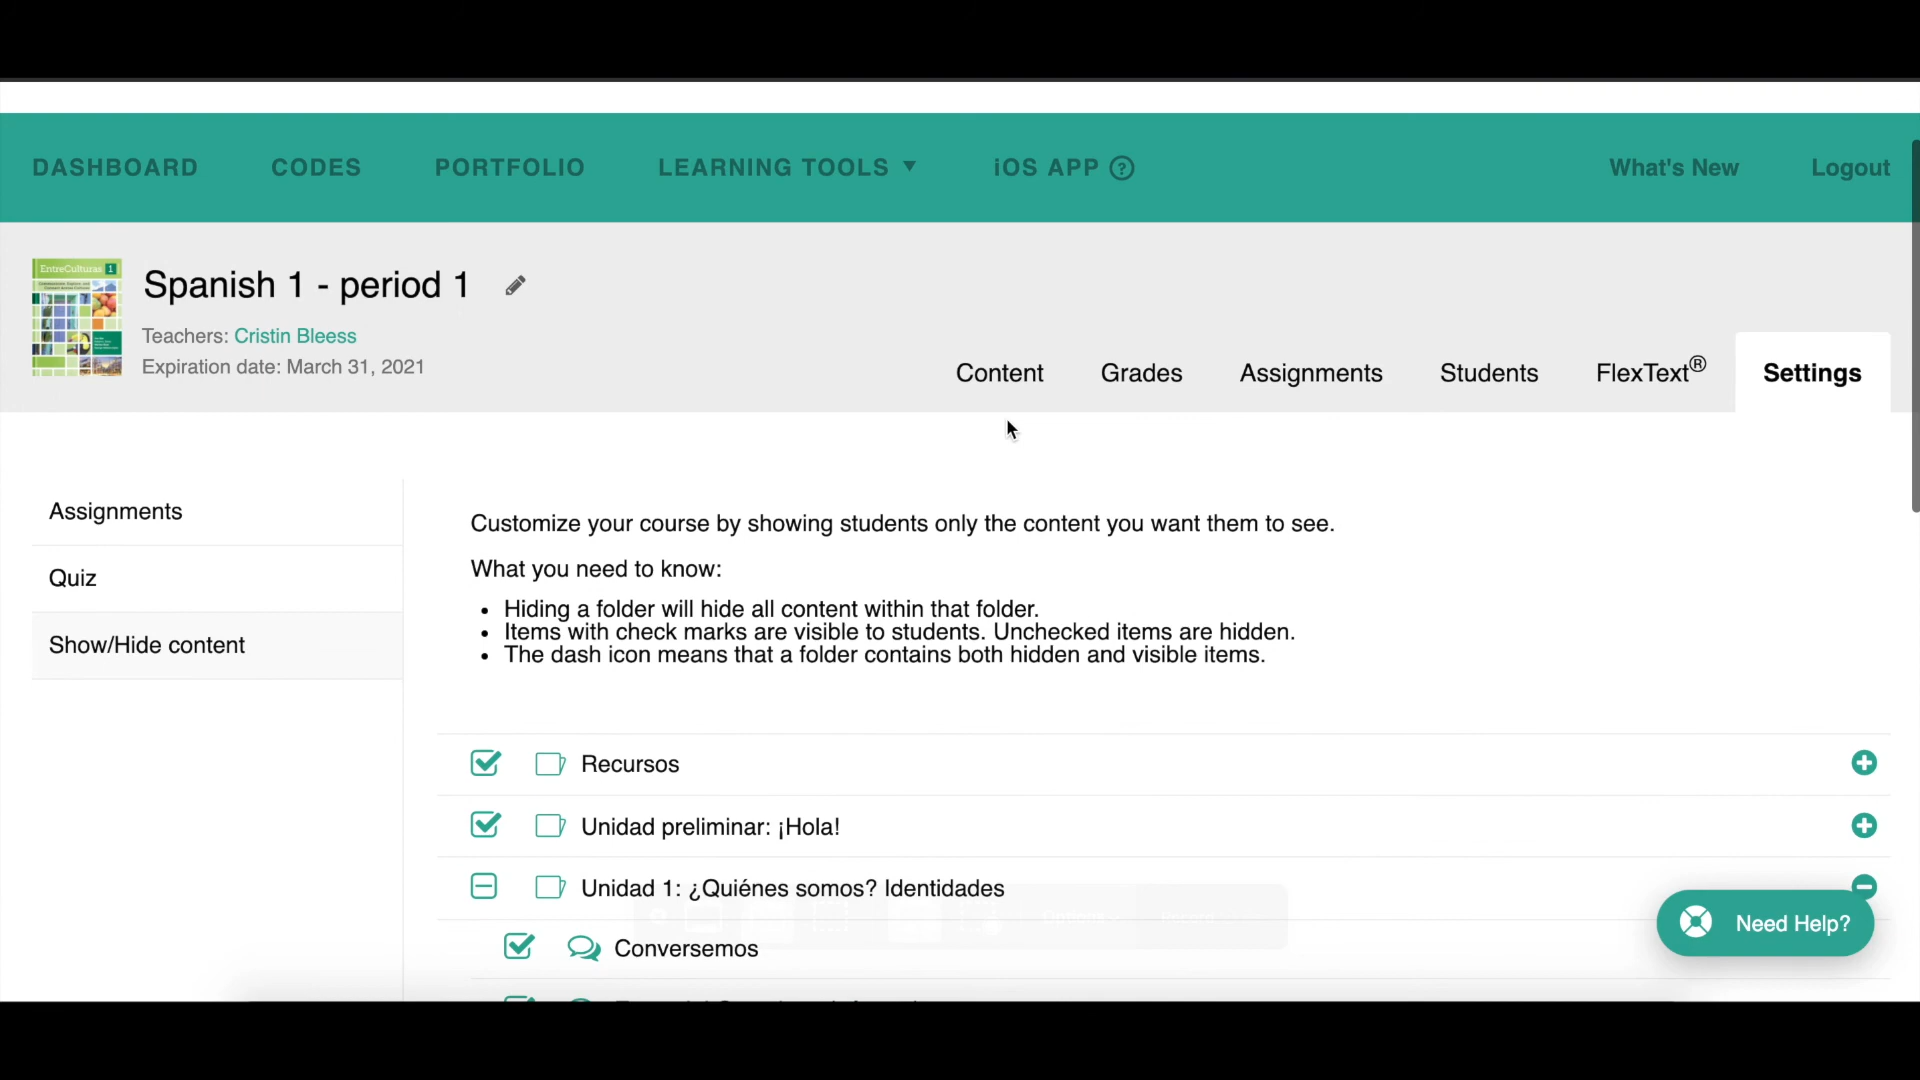 DASHBOARD CODES PORTFOLIO LEARNING TOOLS iOS APP ? What's New Logout
EntreCulturas 1
Spanish 1 - period 1
Teachers: Cristin Bleess
Expiration date: March 31, 2021
Content Grades Assignments Students FlexText® Settings
Assignments
Quiz
Show/Hide content
Customize your course by showing students only the content you want them to see.
What you need to know:
• Hiding a folder will hide all content within that folder.
• Items with check marks are visible to students. Unchecked items are hidden.
• The dash icon means that a folder contains both hidden and visible items.
Recursos
Unidad preliminar: ¡Hola!
Unidad 1: ¿Quiénes somos? Identidades
Conversemos
Need Help?